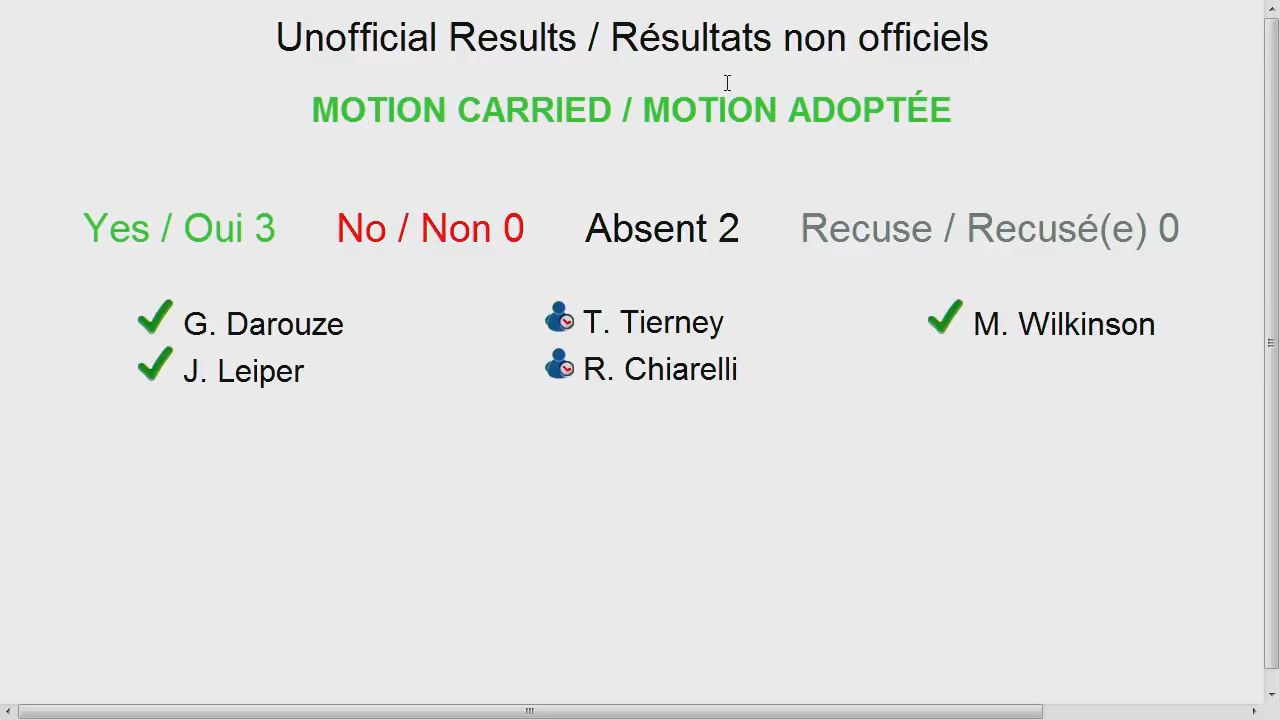 Unofficial Results / Résultats non officiels
MOTION CARRIED / MOTION ADOPTÉE
Yes / Oui 3 No / Non 0 Absent 2 Recuse / Recusé(e) 0
G. Darouze T. Tierney M. Wilkinson
J. Leiper R. Chiarelli